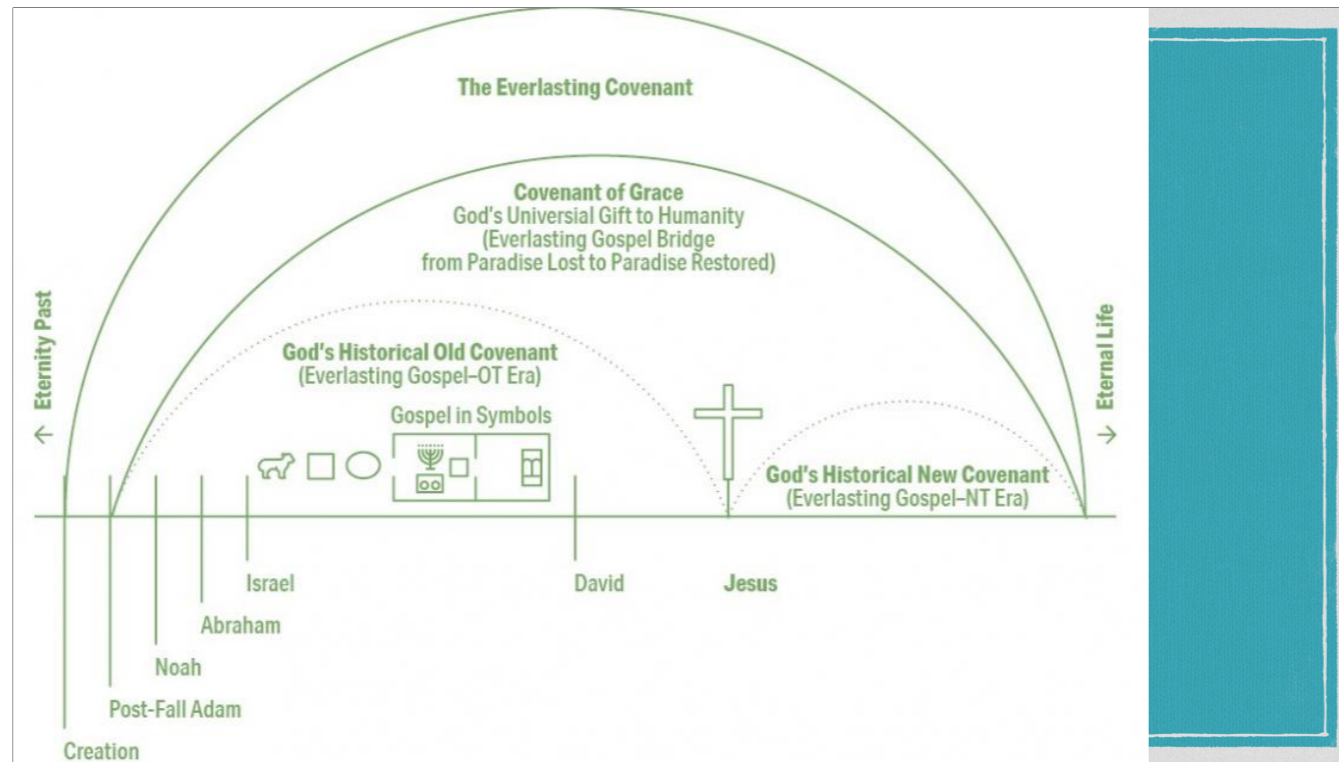 The Everlasting Covenant
Covenant of Grace
God's Universial Gift to Humanity
(Everlasting Gospel Bridge
from Paradise Lost to Paradise Restored)
← Eternity Past
God's Historical Old Covenant
(Everlasting Gospel–OT Era)
Gospel in Symbols
God's Historical New Covenant
(Everlasting Gospel–NT Era)
→ Eternal Life
Israel
David
Jesus
Abraham
Noah
Post-Fall Adam
Creation